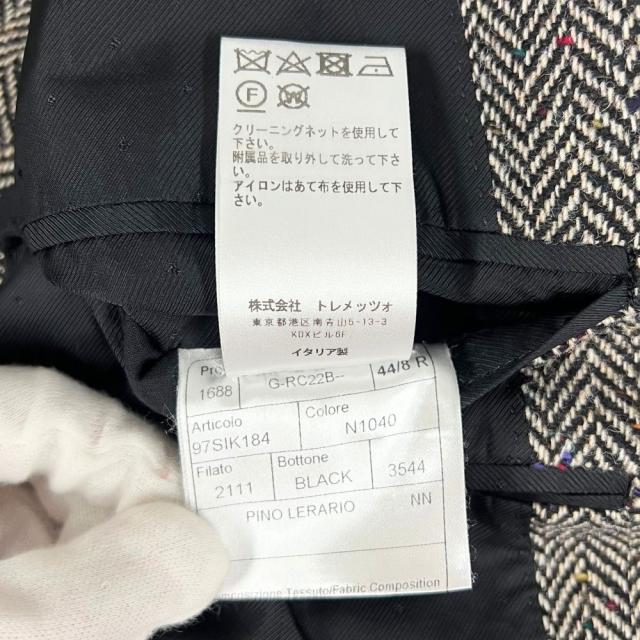 クリーニングネットを使用して
下さい。
附属品を取り外して洗って下
さい。
アイロンはあて布を使用して下
さい。
株式会社 トレメッツォ
東京都港区南青山5-13-3
KDXビル6F
イタリア製
1688 G-RC22B-- 44/8 R
Articolo Colore
97SIK184 N1040
Filato Bottone
2111 BLACK 3544
PINO LERARIO NN
Composizione Tessuto/Fabric Composition